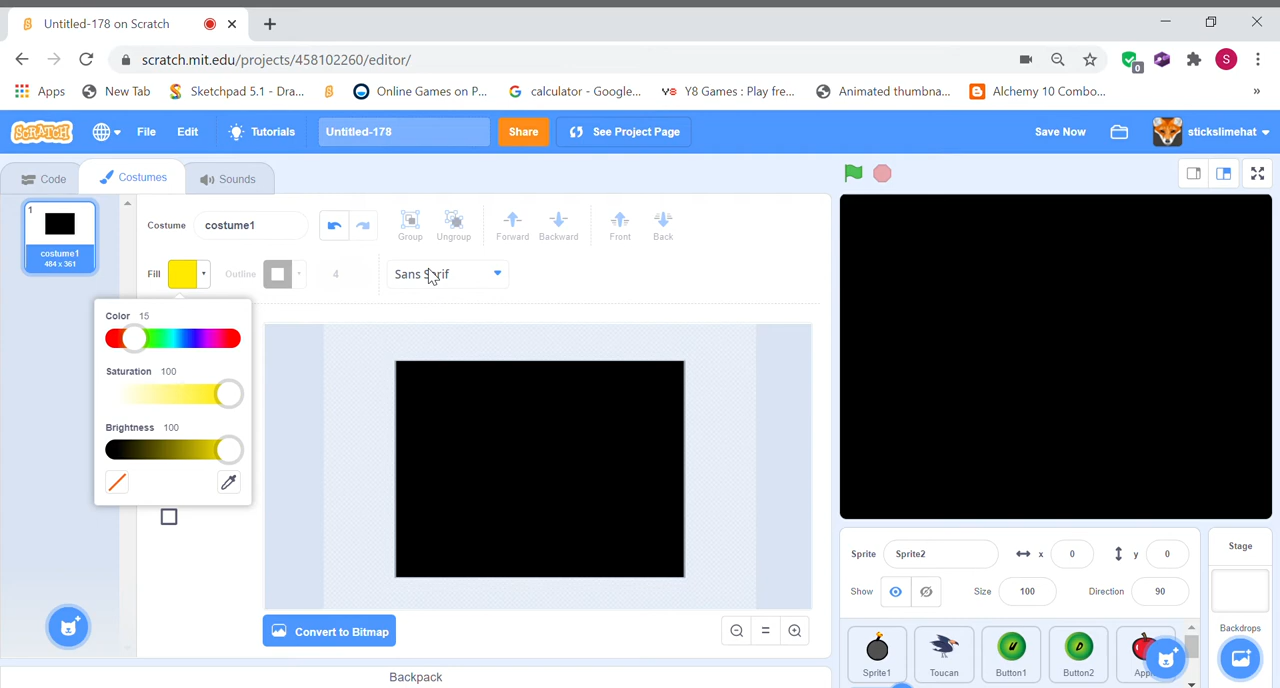 Untitled-178 on Scratch
scratch.mit.edu/projects/458102260/editor/
0
S
Apps
New Tab
Sketchpad 5.1 - Dra...
Online Games on P...
calculator - Google...
Y8 Games : Play fre...
Animated thumbna...
Alchemy 10 Combo...
»
SCRATCH
File
Edit
Tutorials
Untitled-178
Share
See Project Page
Save Now
stickslimehat
Code
Costumes
Sounds
1
costume1
484 x 361
Costume
costume1
Group
Ungroup
Forward
Backward
Front
Back
Fill
Outline
4
Sans Serif
Color 15
Saturation 100
Brightness 100
Convert to Bitmap
Backpack
Sprite
Sprite2
x
0
y
0
Show
Size
100
Direction
90
Stage
Backdrops
U
D
Sprite1
Toucan
Button1
Button2